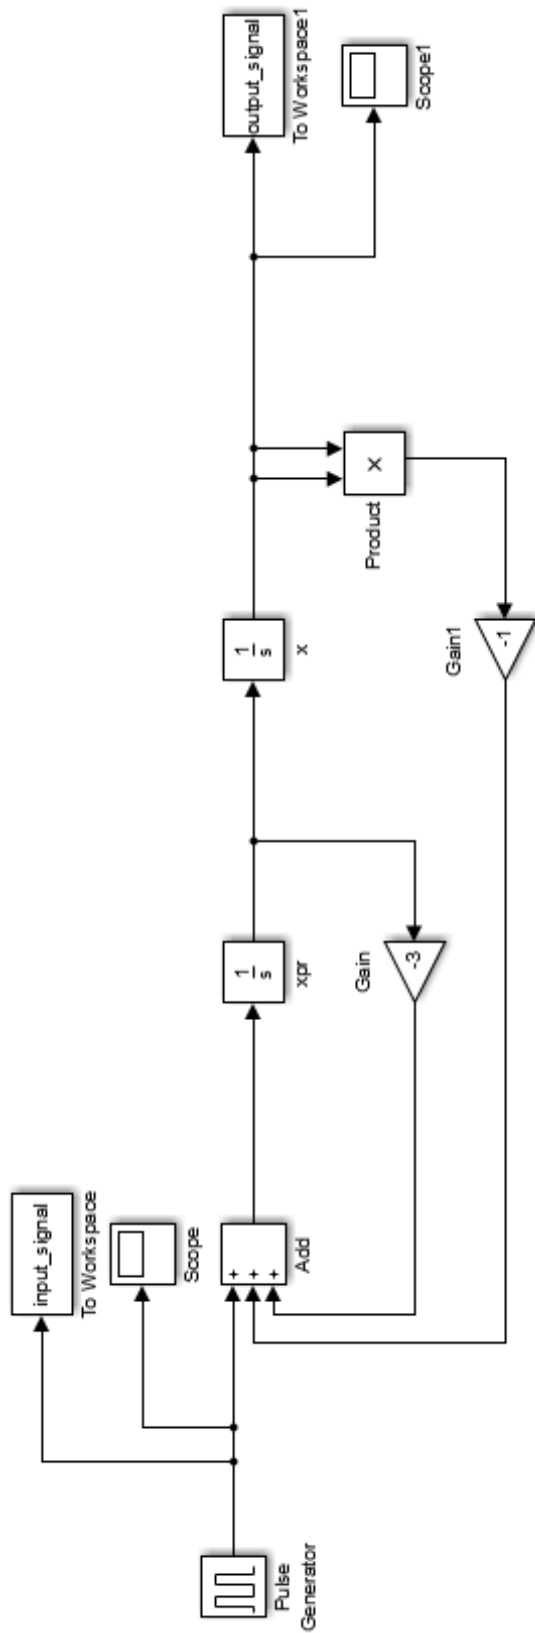 input_signal
To Workspace
Scope
Pulse
Generator
+
+
+
Add
1
s
xpr
-3
Gain
1
s
x
×
Product
-1
Gain1
output_signal
To Workspace1
Scope1